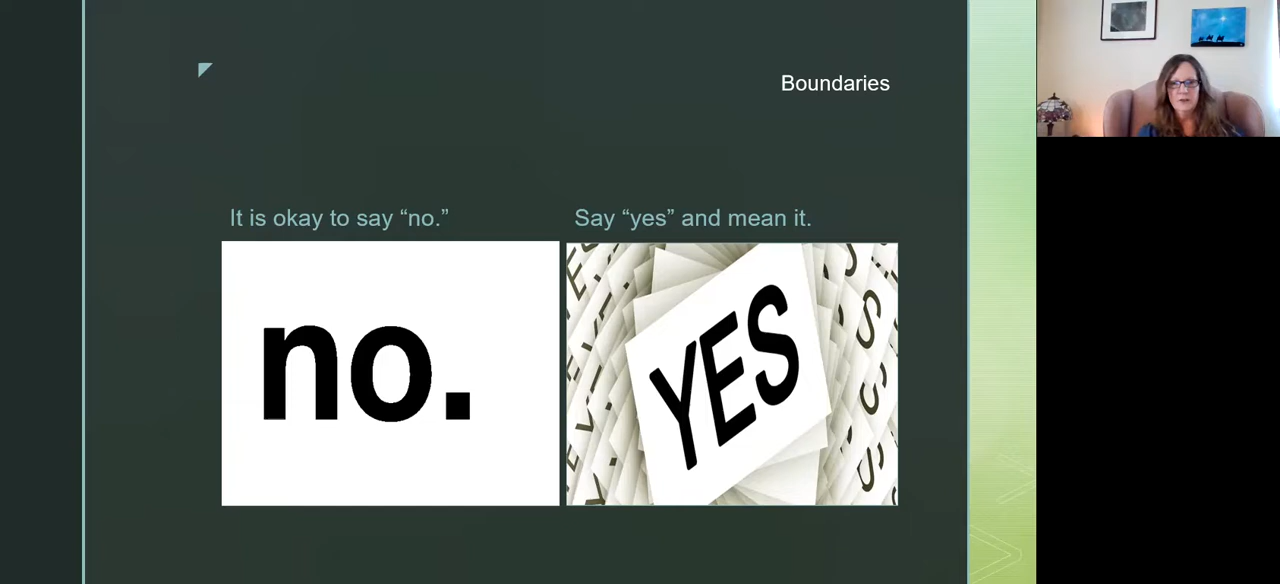 Boundaries
It is okay to say “no.”
Say “yes” and mean it.
no.
YES